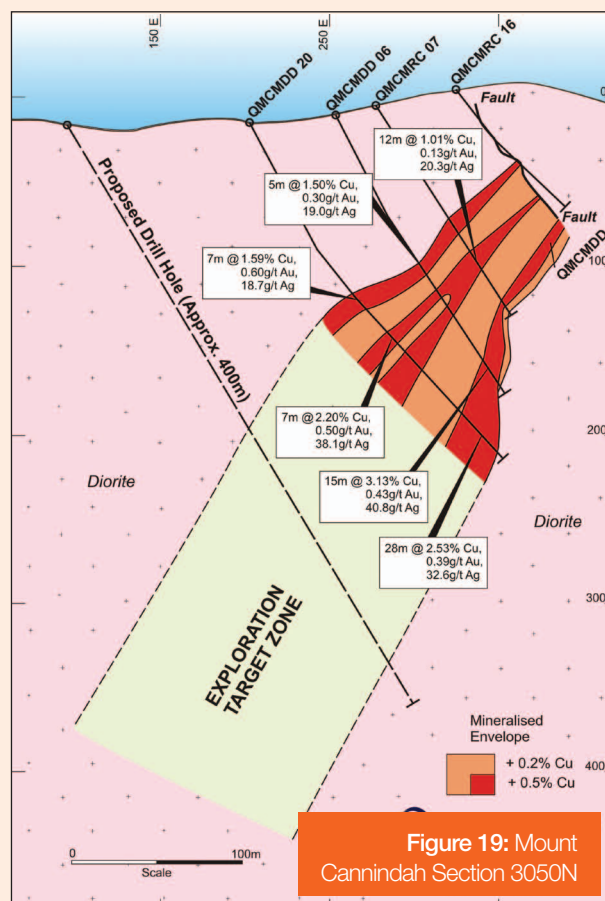 150 E
250 E
QMCMDD 20
QMCMDD 06
QMCMRC 07
QMCMRC 16
0
Fault
12m @ 1.01% Cu,
0.13g/t Au,
20.3g/t Ag
5m @ 1.50% Cu,
0.30g/t Au,
19.0g/t Ag
Proposed Drill Hole (Approx. 400m)
Fault
QMCMDD
7m @ 1.59% Cu,
0.60g/t Au,
18.7g/t Ag
100
7m @ 2.20% Cu,
0.50g/t Au,
38.1g/t Ag
200
15m @ 3.13% Cu,
0.43g/t Au,
40.8g/t Ag
Diorite
Diorite
28m @ 2.53% Cu,
0.39g/t Au,
32.6g/t Ag
300
EXPLORATION
TARGET ZONE
Mineralised
Envelope
+ 0.2% Cu
+ 0.5% Cu
400
0
100m
Scale
Figure 19: Mount
Cannindah Section 3050N